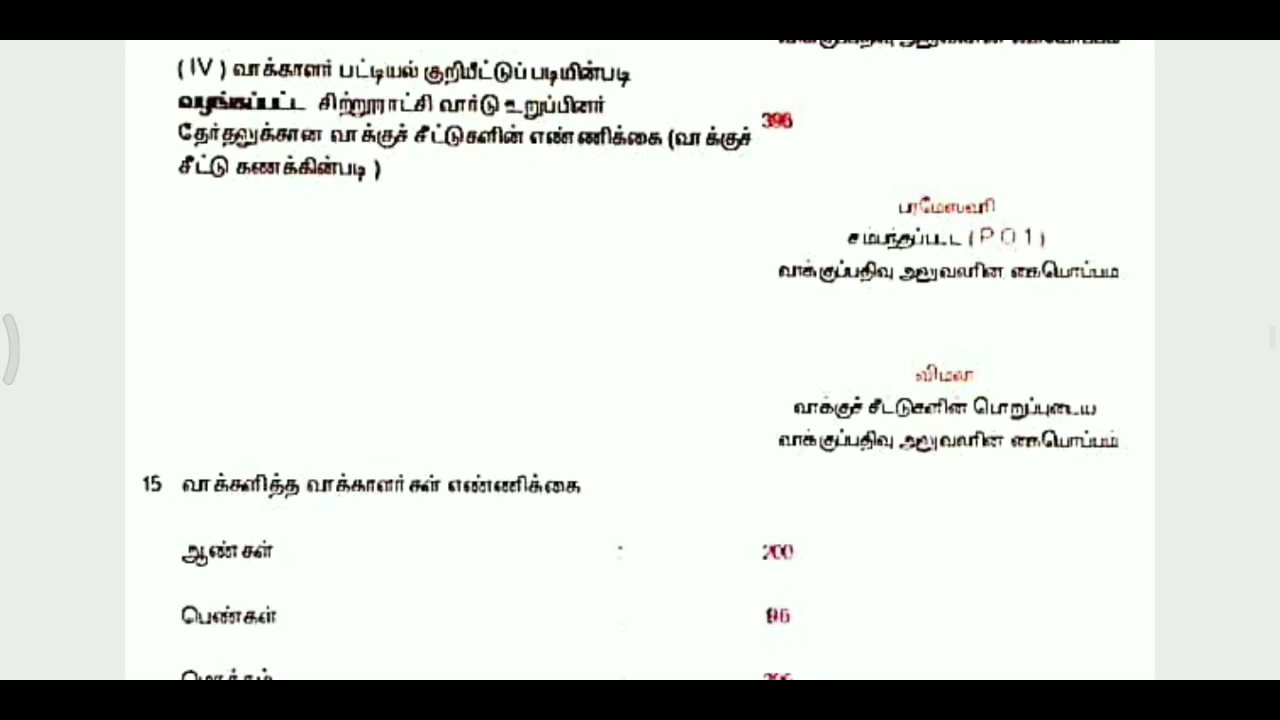 ( IV ) வாக்காளர் பட்டியல் குறியீட்டுப் படியின்படி
வழங்கப்பட்ட சிற்றூராட்சி வார்டு உறுப்பினர்
தேர்தலுக்கான வாக்குச் சீட்டுகளின் எண்ணிக்கை (வாக்குச்
சீட்டு கணக்கின்படி )
396
பரமேஸ்வரி
சம்பந்தப்பட்ட ( P O 1 )
வாக்குப்பதிவு அலுவலரின் கையொப்பம்
விமலா
வாக்குச் சீட்டுகளின் பொறுப்புடைய
வாக்குப்பதிவு அலுவலரின் கையொப்பம்
15 வாக்களித்த வாக்காளர்கள் எண்ணிக்கை
ஆண்கள் : 200
பெண்கள்